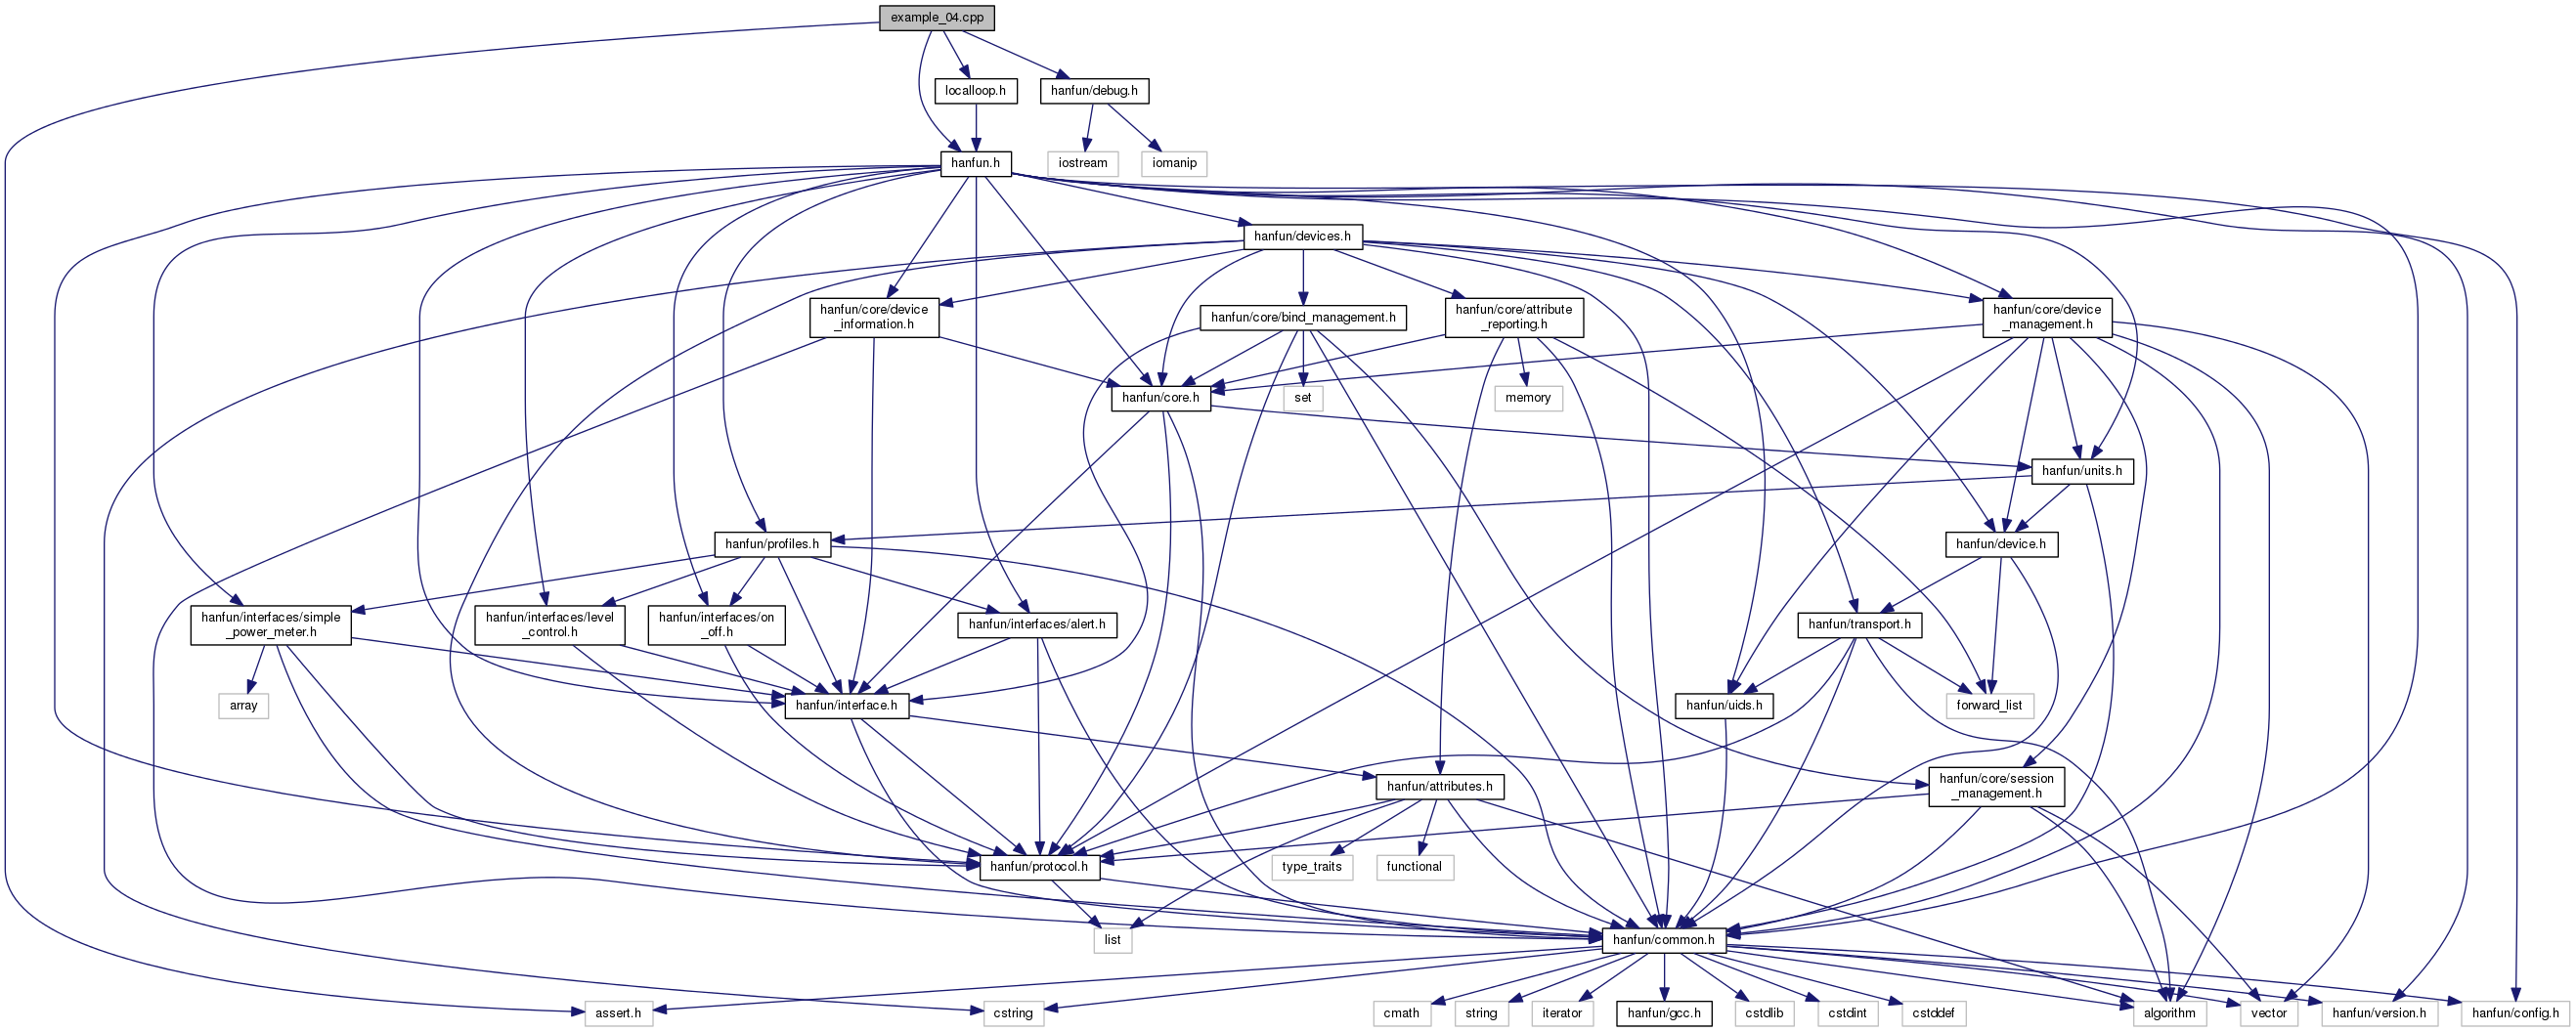 example_04.cpp
localloop.h
hanfun/debug.h
hanfun.h
iostream
iomanip
hanfun/devices.h
hanfun/core/device
_information.h
hanfun/core/bind_management.h
hanfun/core/attribute
_reporting.h
hanfun/core/device
_management.h
hanfun/core.h
set
memory
hanfun/units.h
hanfun/profiles.h
hanfun/device.h
hanfun/interfaces/simple
_power_meter.h
hanfun/interfaces/level
_control.h
hanfun/interfaces/on
_off.h
hanfun/interfaces/alert.h
hanfun/transport.h
array
hanfun/interface.h
hanfun/uids.h
forward_list
hanfun/attributes.h
hanfun/core/session
_management.h
hanfun/protocol.h
type_traits
functional
list
hanfun/common.h
assert.h
cstring
cmath
string
iterator
hanfun/gcc.h
cstdlib
cstdint
cstddef
algorithm
vector
hanfun/version.h
hanfun/config.h